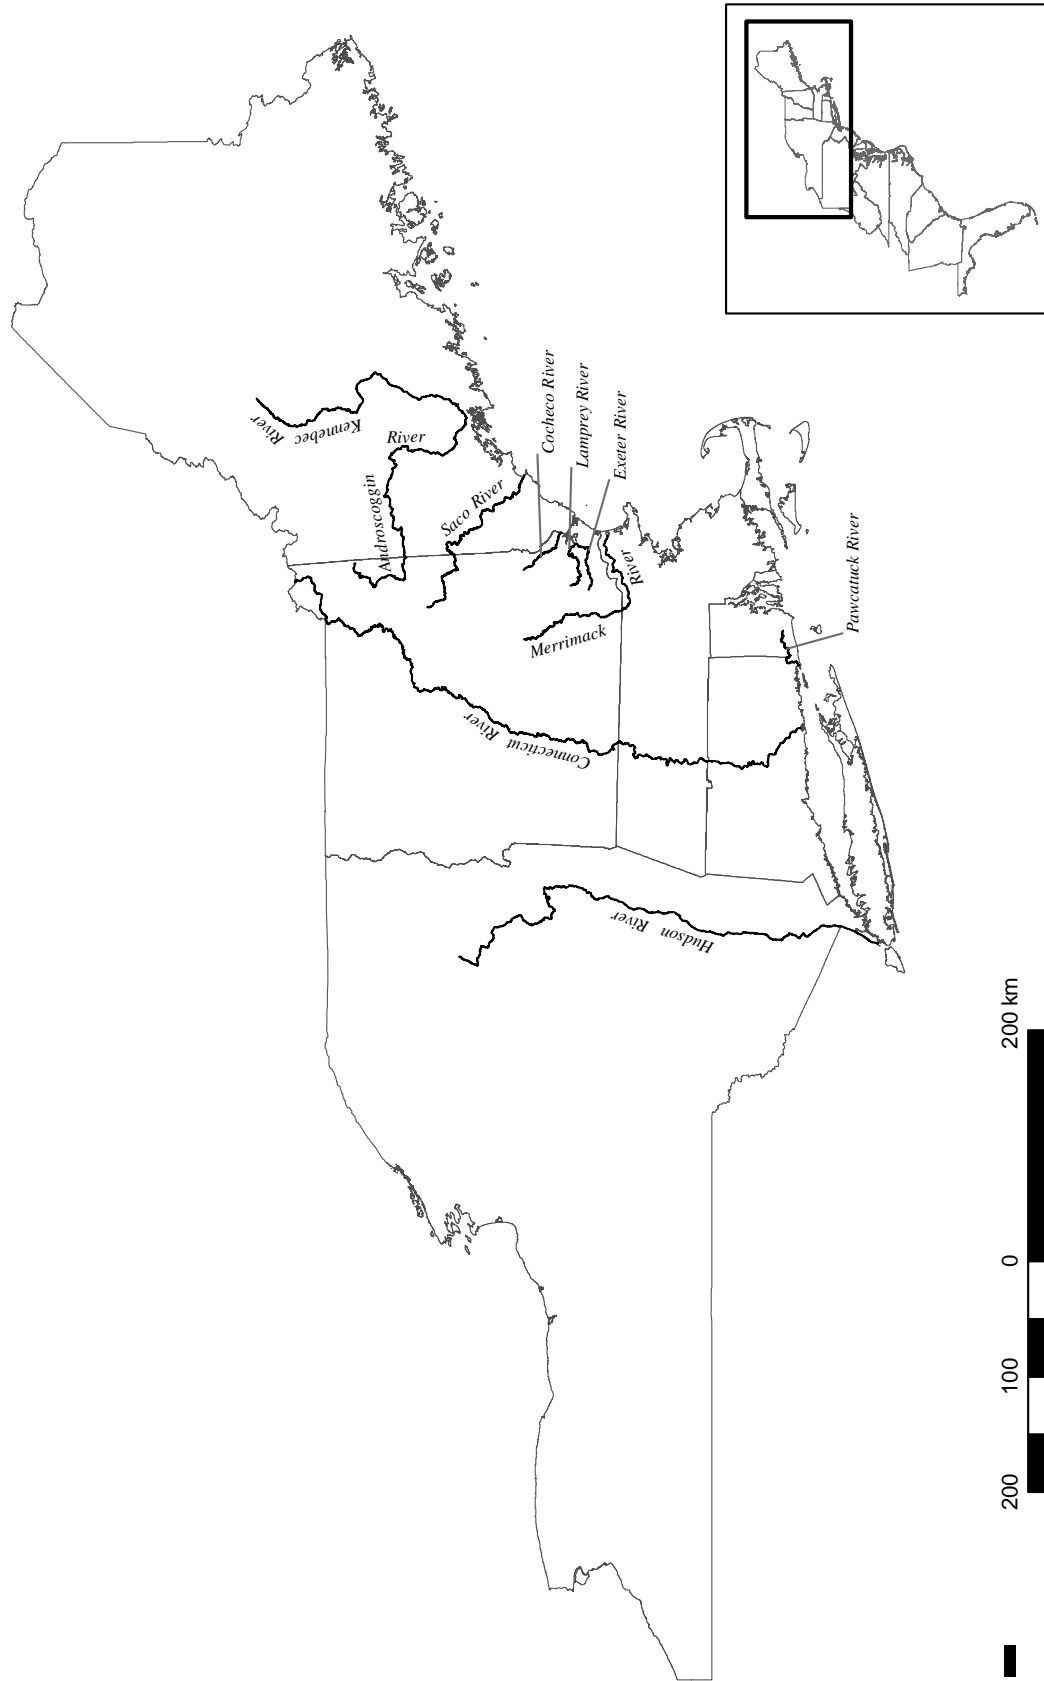 Kennebec
River
Androscoggin
River
Saco River
Cocheco River
Lamprey River
Exeter River
Merrimack
River
Connecticut River
Pawcatuck River
Hudson River
200 100 0 200 km